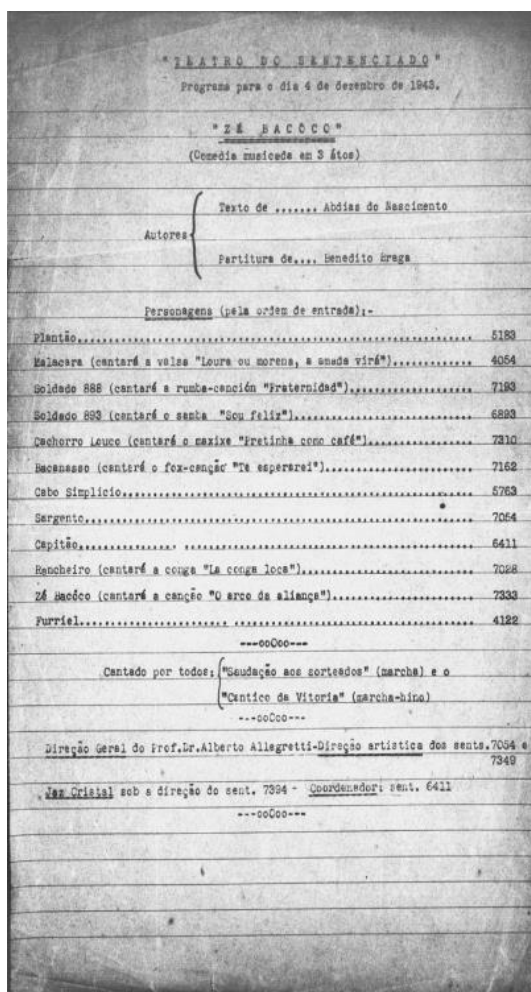 "TEATRO DO SENTENCIADO"
Programa para o dia 4 de dezembro de 1943.
"ZÉ BACÔCO"
(Comedia musicada em 3 átos)
Autores
Texto de ....... Abdias do Nascimento
Partitura de.... Benedito Braga
Personagens (pela ordem de entrada):-
Plantão.......... 5183
Malacara (cantará a valsa "Loura ou morena, a amada virá").......... 4054
Soldado 888 (cantará a rumba-canción "Fraternidad").......... 7193
Soldado 893 (cantará o samba "Sou feliz").......... 6893
Cachorro Louco (cantará o maxixe "Pretinha como café").......... 7310
Bacanasso (cantará o fox-canção "Te esperarei").......... 7162
Cabo Simplicio.......... 5763
Sargento.......... 7054
Capitão.......... 6411
Rancheiro (cantará a conga "La conga loca").......... 7028
Zé Bacôco (cantará a canção "O arco da aliança").......... 7333
Furriel.......... 4122
---ooOoo---
Cantado por todos: "Saudação aos sorteados" (marcha) e o
"Cantico da Vitoria" (marcha-hino)
---ooOoo---
Direção Geral do Prof.Dr.Alberto Allegretti-Direção artistica dos sents.7054 e
7349
Jaz Cristal sob a direção do sent. 7394 - Coordenador: sent. 6411
---ooOoo---